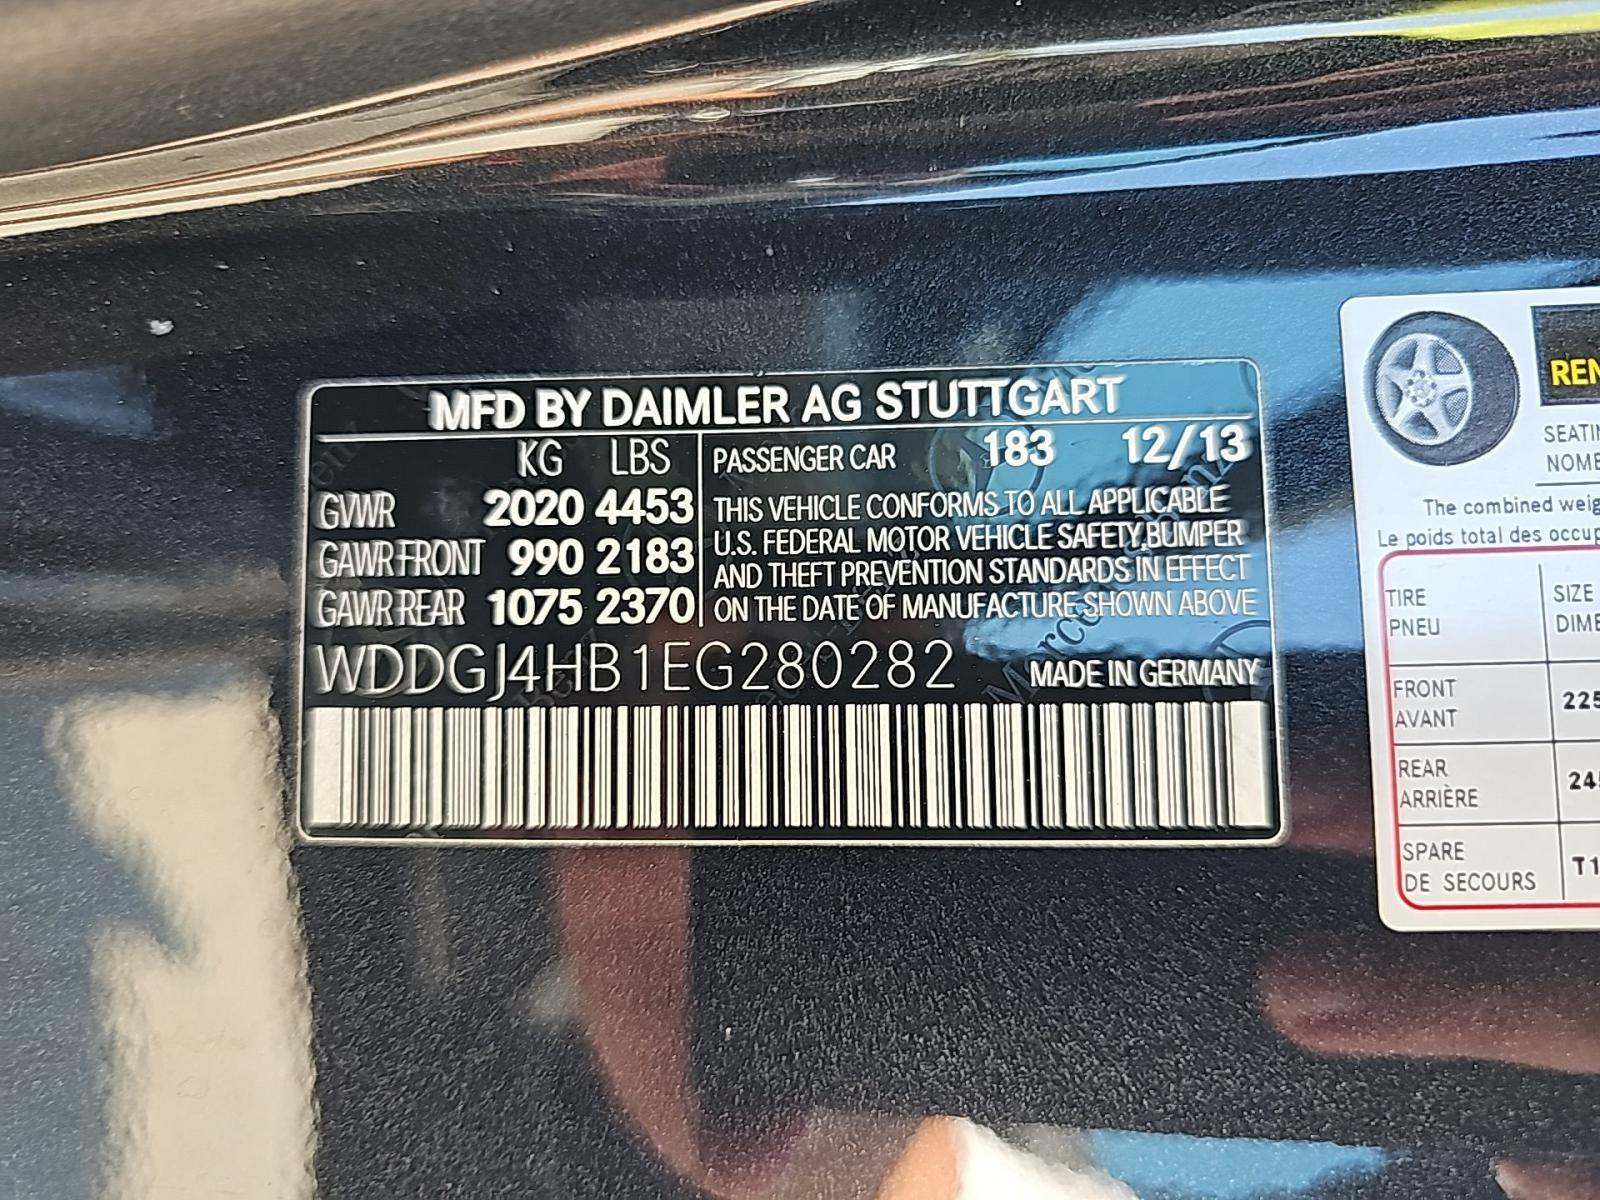 MFD BY DAIMLER AG STUTTGART
KG LBS
GVWR 2020 4453
GAWR FRONT 990 2183
GAWR REAR 1075 2370
PASSENGER CAR 183 12/13
THIS VEHICLE CONFORMS TO ALL APPLICABLE
U.S. FEDERAL MOTOR VEHICLE SAFETY, BUMPER
AND THEFT PREVENTION STANDARDS IN EFFECT
ON THE DATE OF MANUFACTURE SHOWN ABOVE
WDDGJ4HB1EG280282 MADE IN GERMANY
REN
SEATIN
NOME
The combined weig
Le poids total des occup
TIRE SIZE
PNEU DIME
FRONT
AVANT 225
REAR
ARRIÈRE 245
SPARE
DE SECOURS T1